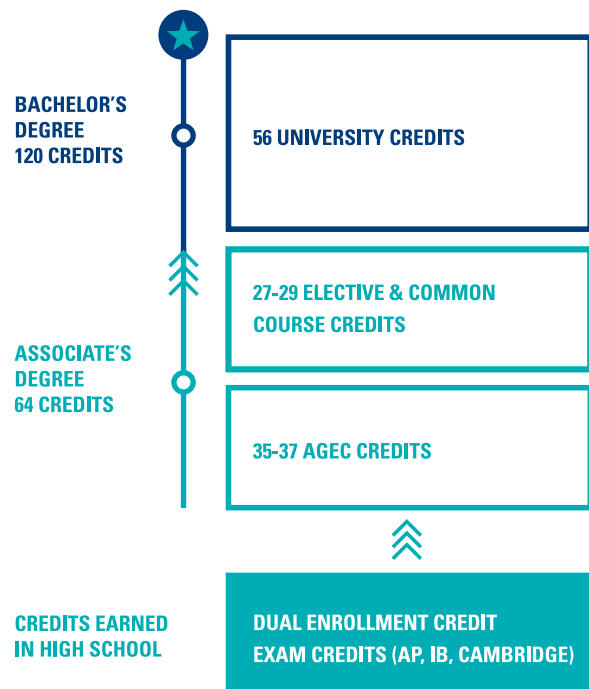 BACHELOR'S
DEGREE
120 CREDITS
56 UNIVERSITY CREDITS
27-29 ELECTIVE & COMMON
COURSE CREDITS
ASSOCIATE'S
DEGREE
64 CREDITS
35-37 AGEC CREDITS
CREDITS EARNED
IN HIGH SCHOOL
DUAL ENROLLMENT CREDIT
EXAM CREDITS (AP, IB, CAMBRIDGE)